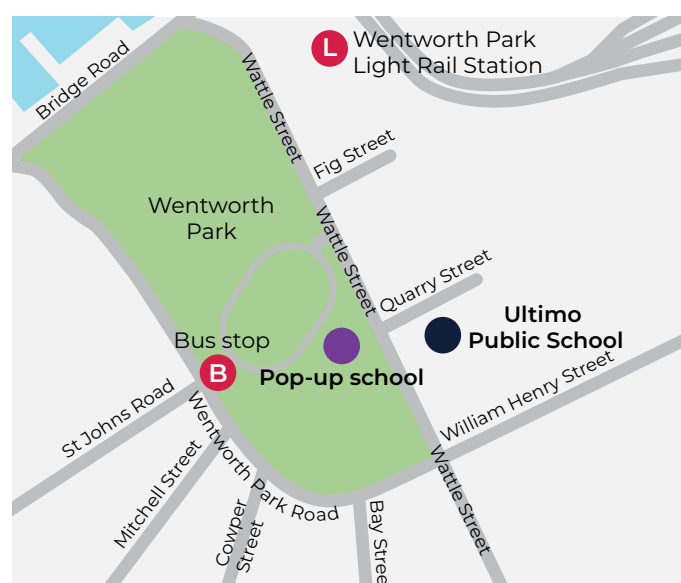 L
Wentworth Park
Light Rail Station
Bridge Road
Wattle Street
Fig Street
Wentworth
Park
Wattle Street
Quarry Street
Ultimo
Public School
Bus stop
B
Pop-up school
William Henry Street
St Johns Road
Wentworth Park Road
Mitchell Street
Cowper
Street
Bay Stree
Wattle Street